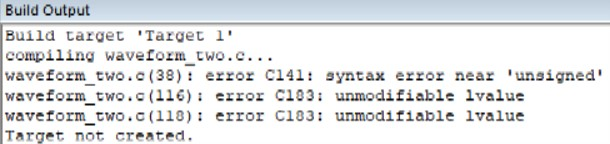 Build Output
Build target 'Target 1'
compiling waveform_two.c...
waveform_two.c(38): error C141: syntax error near 'unsigned'
waveform_two.c(116): error C183: unmodifiable lvalue
waveform_two.c(118): error C183: unmodifiable lvalue
Target not created.